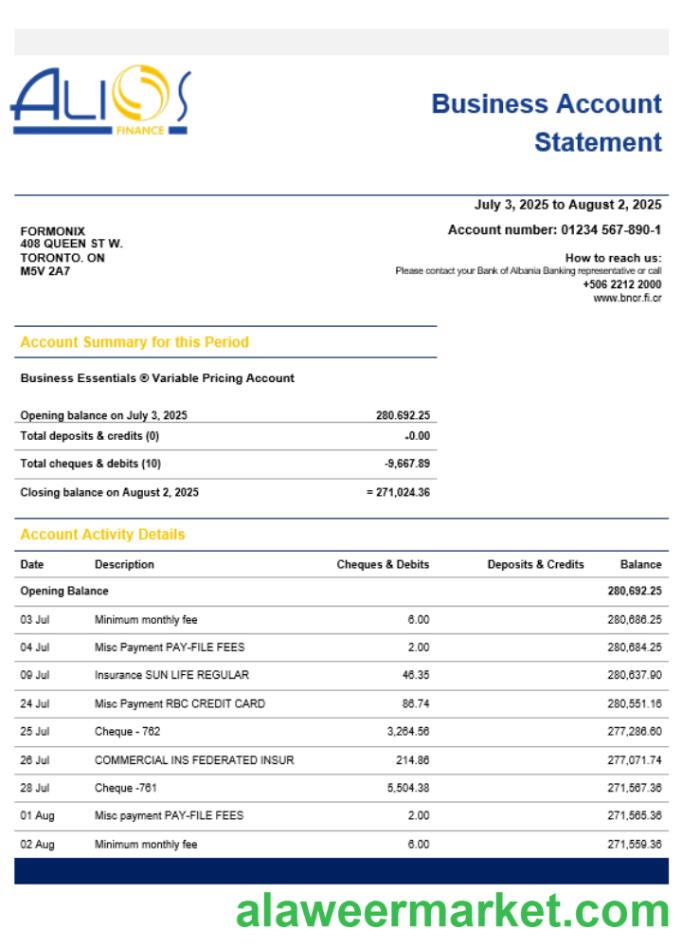 ALIOS
FINANCE
Business Account
Statement
July 3, 2025 to August 2, 2025
Account number: 01234 567-890-1
FORMONIX
408 QUEEN ST W.
TORONTO. ON
M5V 2A7
How to reach us:
Please contact your Bank of Albania Banking representative or call
+506 2212 2000
www.bncr.fi.cr
Account Summary for this Period
Business Essentials ® Variable Pricing Account
Opening balance on July 3, 2025 280.692.25
Total deposits & credits (0) -0.00
Total cheques & debits (10) -9,667.89
Closing balance on August 2, 2025 = 271,024.36
Account Activity Details
Date Description Cheques & Debits Deposits & Credits Balance
Opening Balance 280,692.25
03 Jul Minimum monthly fee 6.00 280,686.25
04 Jul Misc Payment PAY-FILE FEES 2.00 280,684.25
09 Jul Insurance SUN LIFE REGULAR 46.35 280,637.90
24 Jul Misc Payment RBC CREDIT CARD 86.74 280,551.16
25 Jul Cheque - 762 3,264.56 277,286.60
26 Jul COMMERCIAL INS FEDERATED INSUR 214.86 277,071.74
28 Jul Cheque -761 5,504.38 271,567.36
01 Aug Misc payment PAY-FILE FEES 2.00 271,565.36
02 Aug Minimum monthly fee 6.00 271,559.36
alaweermarket.com